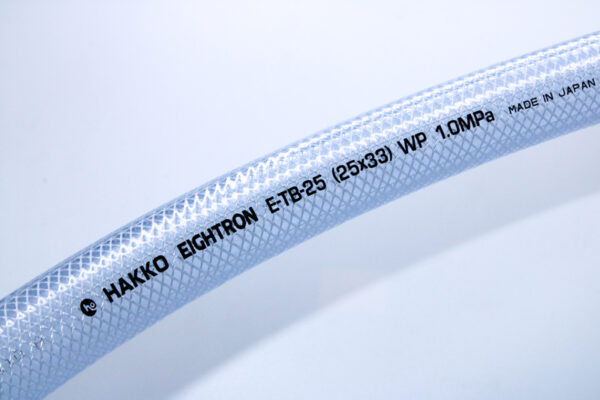 HAKKO EIGHTRON E-TB-25 (25x33) WP 1.0MPa MADE IN JAPAN